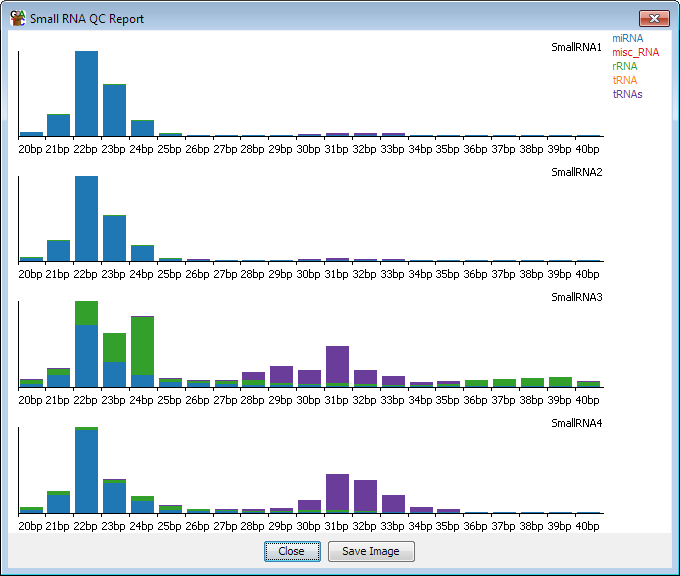 Small RNA QC Report
miRNA
misc_RNA
rRNA
tRNA
tRNAs
SmallRNA1
20bp 21bp 22bp 23bp 24bp 25bp 26bp 27bp 28bp 29bp 30bp 31bp 32bp 33bp 34bp 35bp 36bp 37bp 38bp 39bp 40bp
SmallRNA2
20bp 21bp 22bp 23bp 24bp 25bp 26bp 27bp 28bp 29bp 30bp 31bp 32bp 33bp 34bp 35bp 36bp 37bp 38bp 39bp 40bp
SmallRNA3
20bp 21bp 22bp 23bp 24bp 25bp 26bp 27bp 28bp 29bp 30bp 31bp 32bp 33bp 34bp 35bp 36bp 37bp 38bp 39bp 40bp
SmallRNA4
20bp 21bp 22bp 23bp 24bp 25bp 26bp 27bp 28bp 29bp 30bp 31bp 32bp 33bp 34bp 35bp 36bp 37bp 38bp 39bp 40bp
Close Save Image